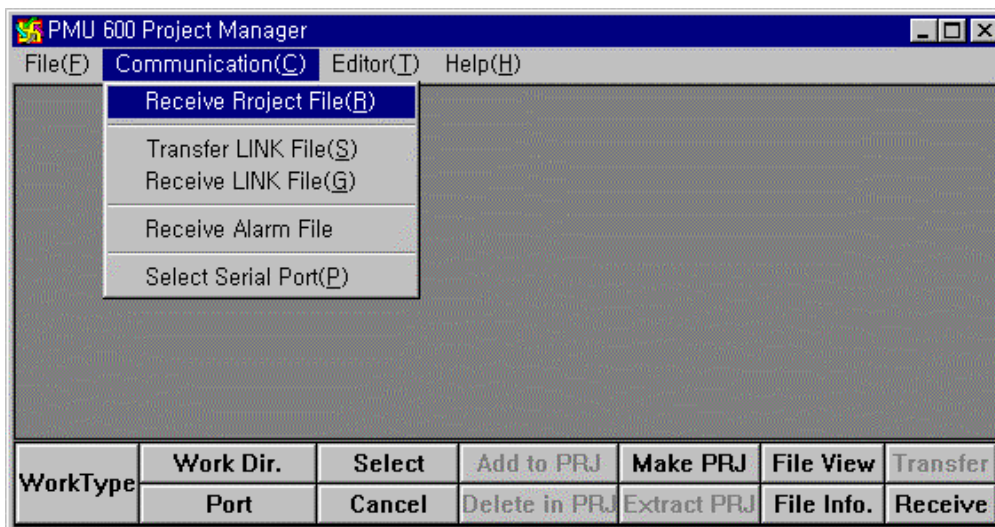 PMU 600 Project Manager
File(F) Communication(C) Editor(T) Help(H)
Receive Rroject File(R)
Transfer LINK File(S)
Receive LINK File(G)
Receive Alarm File
Select Serial Port(P)
WorkType Work Dir. Select Add to PRJ Make PRJ File View Transfer
Port Cancel Delete in PRJ Extract PRJ File Info. Receive